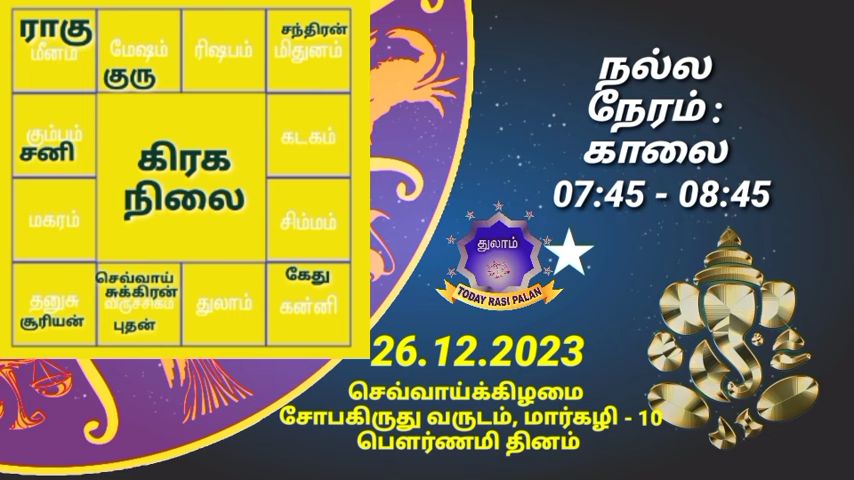 ராகு
மீனம்
மேஷம்
குரு
ரிஷபம்
சந்திரன்
மிதுனம்
கும்பம்
சனி
கிரக
நிலை
கடகம்
மகரம்
சிம்மம்
தனுசு
சூரியன்
செவ்வாய்
சுக்கிரன்
விருச்சிகம்
புதன்
துலாம்
கேது
கன்னி
நல்ல
நேரம் :
காலை
07:45 - 08:45
துலாம்
TODAY RASI PALAN
26.12.2023
செவ்வாய்க்கிழமை
சோபகிருது வருடம், மார்கழி - 10
பௌர்ணமி தினம்